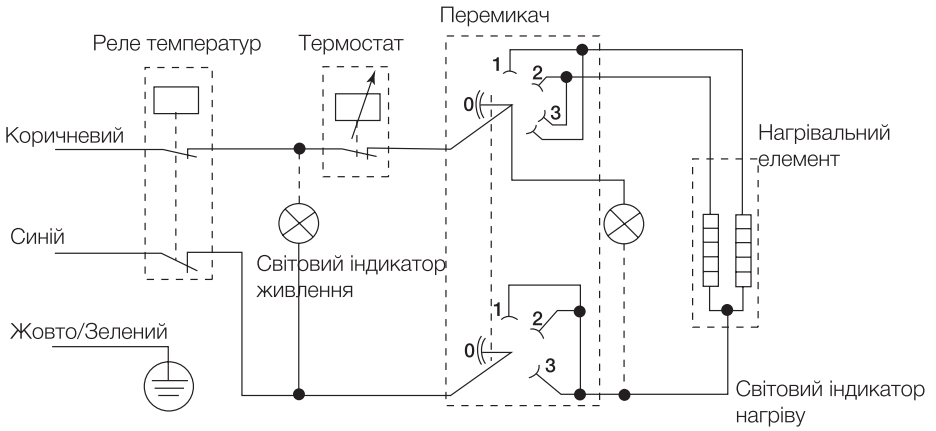 Перемикач
Реле температур
Термостат
1
2
0
3
Коричневий
Нагрівальний
елемент
Синій
Світовий індикатор
живлення
1
2
Жовто/Зелений
0
3
Світовий індикатор
нагріву